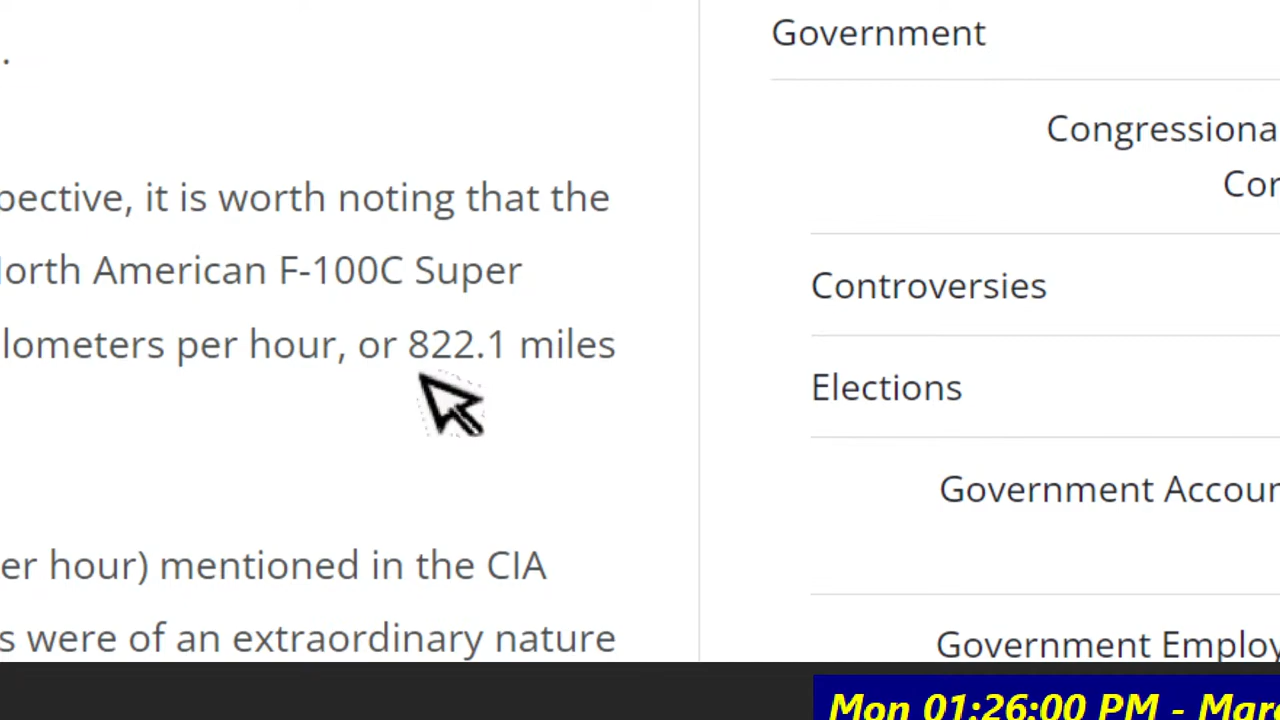 .
pective, it is worth noting that the
orth American F-100C Super
lometers per hour, or 822.1 miles
er hour) mentioned in the CIA
s were of an extraordinary nature
Government
Congressiona
Cor
Controversies
Elections
Government Accoun
Government Employ
Mon 01:26:00 PM - Marc